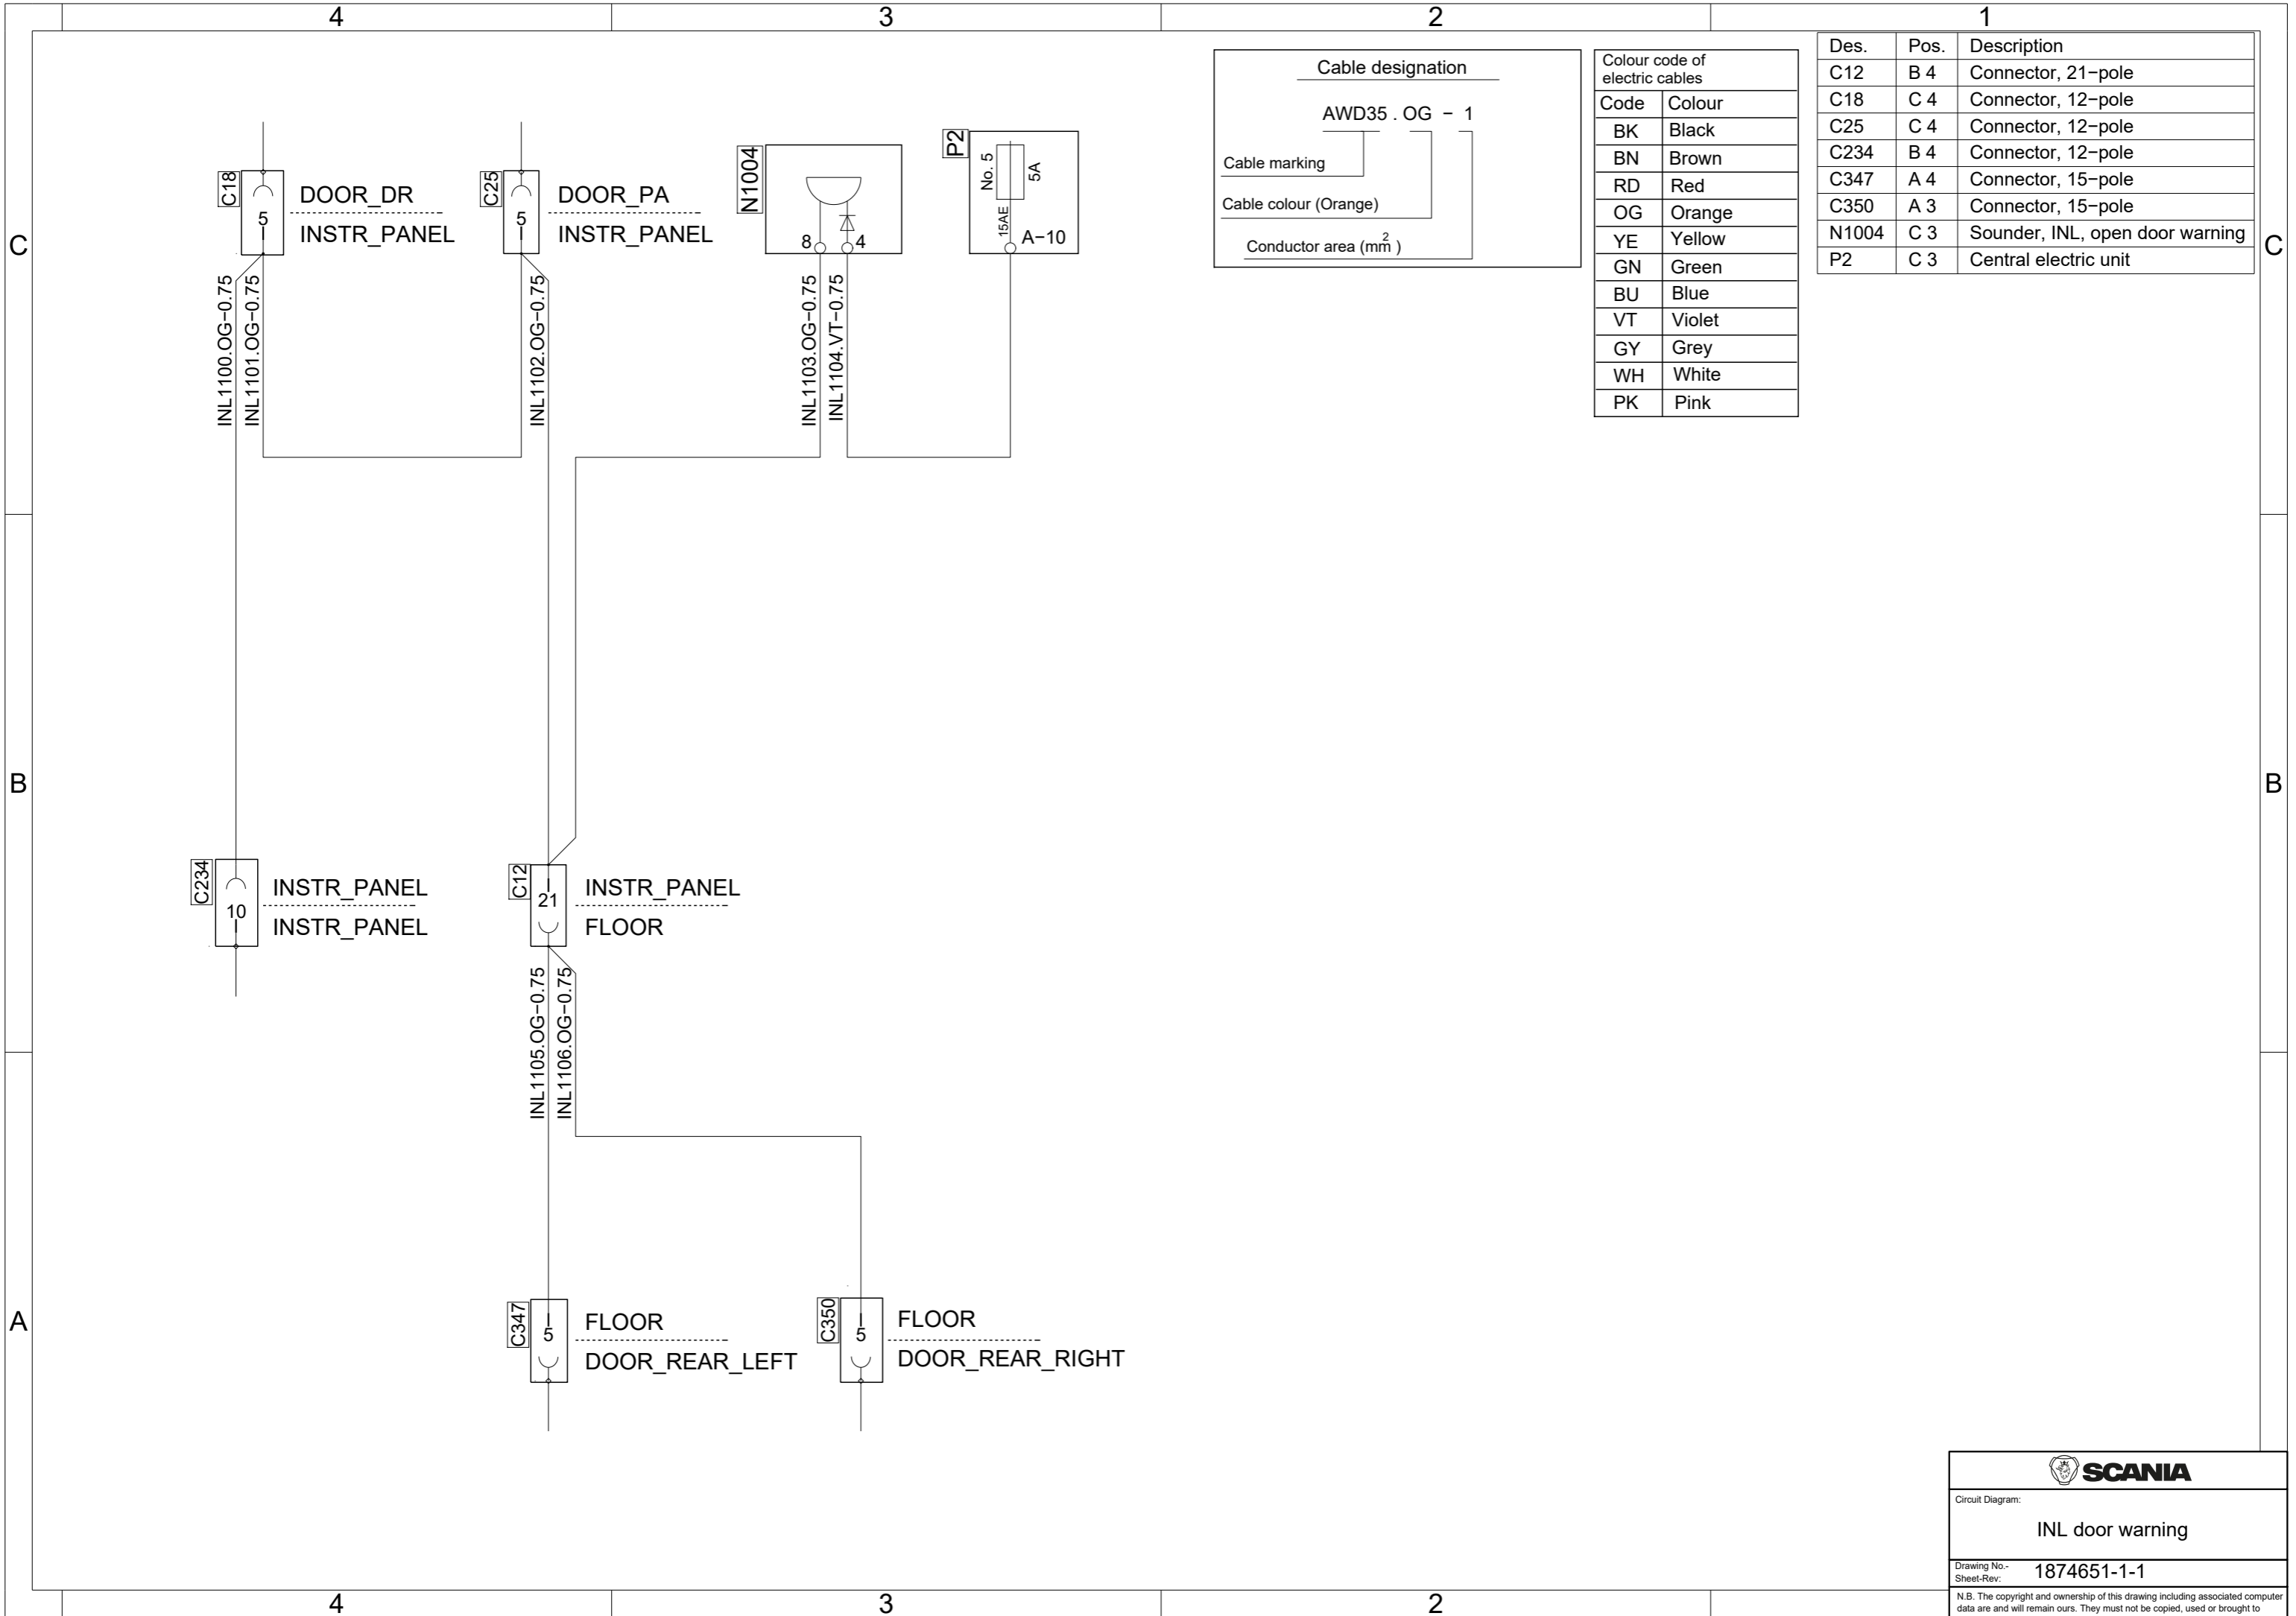 4 3 2 1
Des. Pos. Description
C12 B 4 Connector, 21−pole
C18 C 4 Connector, 12−pole
C25 C 4 Connector, 12−pole
C234 B 4 Connector, 12−pole
C347 A 4 Connector, 15−pole
C350 A 3 Connector, 15−pole
N1004 C 3 Sounder, INL, open door warning
P2 C 3 Central electric unit
Cable designation
AWD35 . OG − 1
Cable marking
Cable colour (Orange)
Conductor area (mm 2 )
Colour code of
electric cables
Code Colour
BK Black
BN Brown
RD Red
OG Orange
YE Yellow
GN Green
BU Blue
VT Violet
GY Grey
WH White
PK Pink
C18
5
DOOR_DR
INSTR_PANEL
C25
5
DOOR_PA
INSTR_PANEL
N1004
8 4
P2
No. 5
5A
15AE
A−10
C
C
INL1100.OG−0.75
INL1101.OG−0.75
INL1102.OG−0.75
INL1103.OG−0.75
INL1104.VT−0.75
B
B
C234
10
INSTR_PANEL
INSTR_PANEL
C12
21
INSTR_PANEL
FLOOR
INL1105.OG−0.75
INL1106.OG−0.75
A
C347
5
FLOOR
DOOR_REAR_LEFT
C350
5
FLOOR
DOOR_REAR_RIGHT
SCANIA
Circuit Diagram:
INL door warning
Drawing No.-
Sheet-Rev:
1874651-1-1
N.B. The copyright and ownership of this drawing including associated computer
data are and will remain ours. They must not be copied, used or brought to
4 3 2